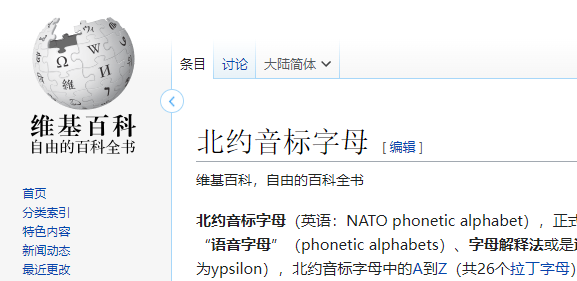 维基百科
自由的百科全书
条目 讨论 大陆简体
北约音标字母 [ 编辑 ]
维基百科，自由的百科全书
首页
分类索引
特色内容
新闻动态
最近更改
北约音标字母（英语：NATO phonetic alphabet），正式
“语音字母”（phonetic alphabets）、字母解释法或是
为ypsilon），北约音标字母中的A到Z（共26个拉丁字母）